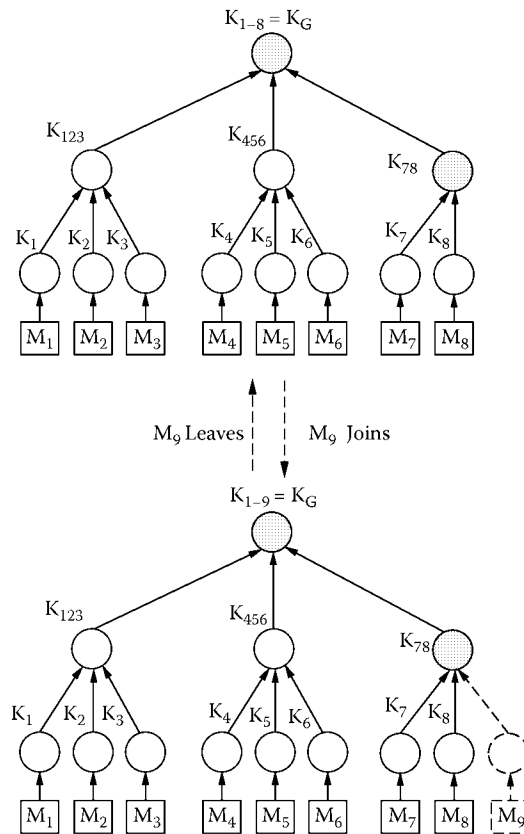 K1–8 = KG
K123 K456 K78
K1 K2 K3 K4 K5 K6 K7 K8
M1 M2 M3 M4 M5 M6 M7 M8
M9 Leaves M9 Joins
K1–9 = KG
K123 K456 K78
K1 K2 K3 K4 K5 K6 K7 K8
M1 M2 M3 M4 M5 M6 M7 M8 M9